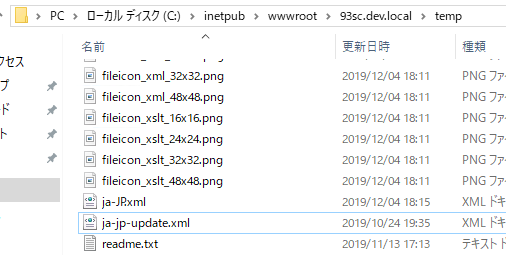 PC > ローカル ディスク (C:) > inetpub > wwwroot > 93sc.dev.local > temp
名前 更新日時 種類
クセス
fileicon_xml_32x32.png 2019/12/04 18:11 PNG ファ
プ
fileicon_xml_48x48.png 2019/12/04 18:11 PNG ファ
ード
fileicon_xslt_16x16.png 2019/12/04 18:11 PNG ファ
ト
fileicon_xslt_24x24.png 2019/12/04 18:11 PNG ファ
fileicon_xslt_32x32.png 2019/12/04 18:11 PNG ファ
fileicon_xslt_48x48.png 2019/12/04 18:11 PNG ファ
ja-JP.xml 2019/12/04 18:15 XML ドキ
ja-jp-update.xml 2019/10/24 19:35 XML ドキ
readme.txt 2019/11/13 17:13 テキスト ド